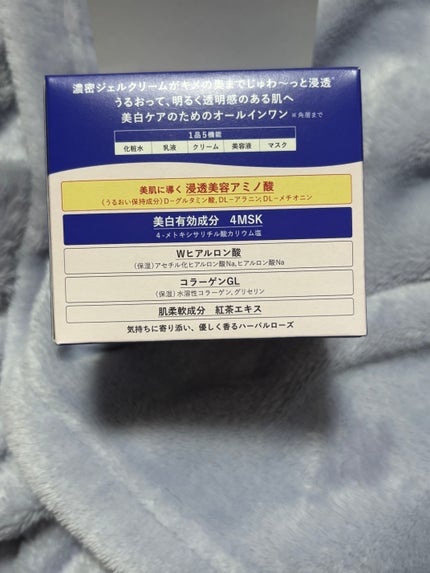 濃密ジェルクリームがキメの奥までじゅわ〜っと浸透※
うるおって、明るく透明感のある肌へ
美白ケアのためのオールインワン ※角層まで
1品5機能
化粧水 乳液 クリーム 美容液 マスク
美肌に導く 浸透美容アミノ酸
(うるおい保持成分)D-グルタミン酸,DL-アラニン,DL-メチオニン
美白有効成分 4MSK
4-メトキシサリチル酸カリウム塩
Wヒアルロン酸
(保湿)アセチル化ヒアルロン酸Na,ヒアルロン酸Na
コラーゲンGL
(保湿)水溶性コラーゲン,グリセリン
肌柔軟成分 紅茶エキス
気持ちに寄り添い、優しく香るハーバルローズ